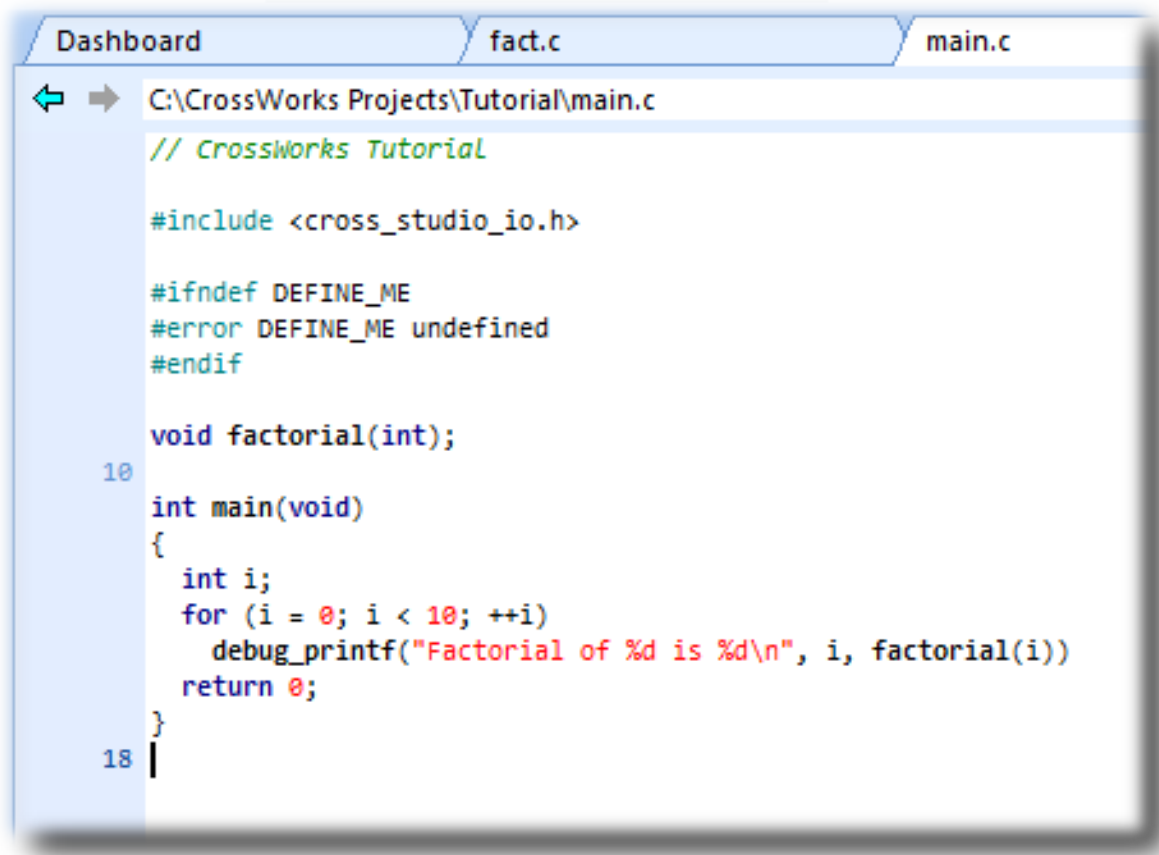 Dashboard fact.c main.c
C:\CrossWorks Projects\Tutorial\main.c
// CrossWorks Tutorial
#include <cross_studio_io.h>
#ifndef DEFINE_ME
#error DEFINE_ME undefined
#endif
void factorial(int);
10
int main(void)
{
  int i;
  for (i = 0; i < 10; ++i)
    debug_printf("Factorial of %d is %d\n", i, factorial(i))
  return 0;
}
18